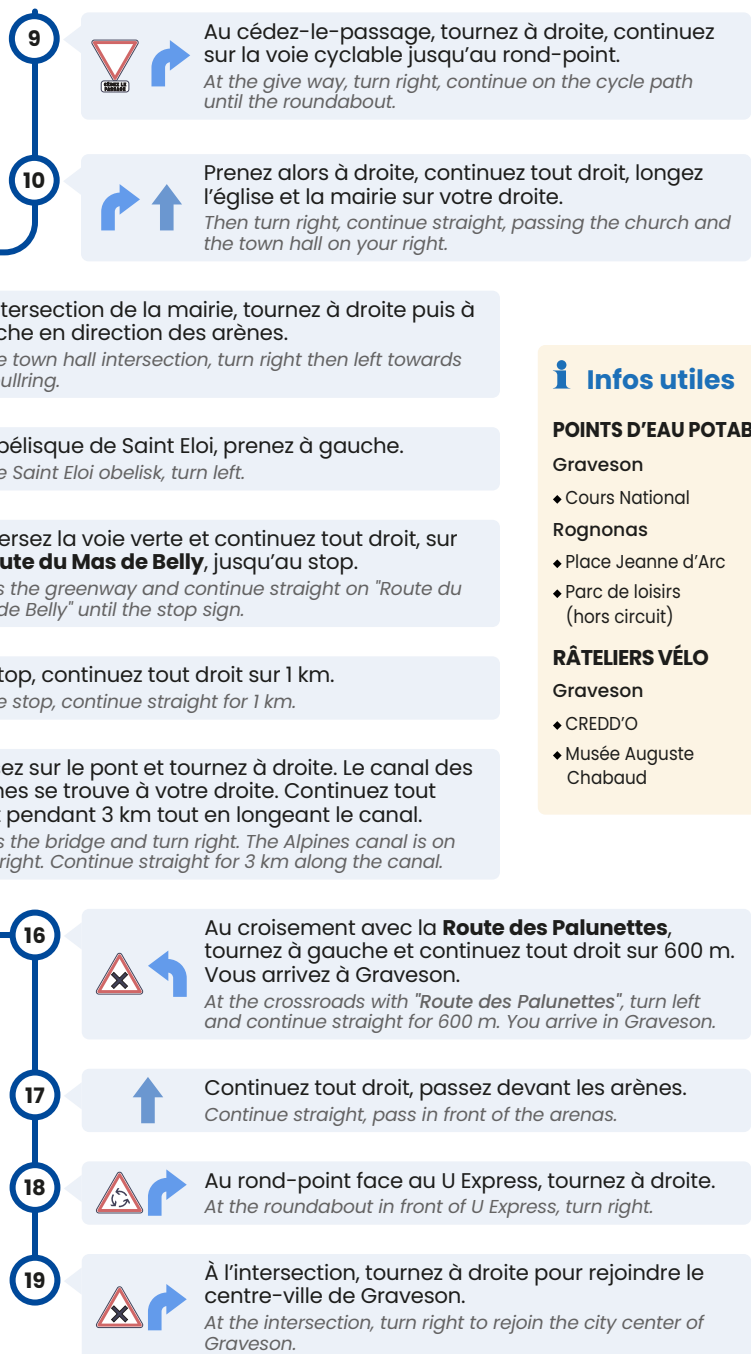 9
CÉDEZ LE
PASSAGE
Au cédez-le-passage, tournez à droite, continuez
sur la voie cyclable jusqu'au rond-point.
At the give way, turn right, continue on the cycle path
until the roundabout.
10
Prenez alors à droite, continuez tout droit, longez
l'église et la mairie sur votre droite.
Then turn right, continue straight, passing the church and
the town hall on your right.
ntersection de la mairie, tournez à droite puis à
che en direction des arènes.
e town hall intersection, turn right then left towards
ullring.
bélisque de Saint Eloi, prenez à gauche.
e Saint Eloi obelisk, turn left.
ersez la voie verte et continuez tout droit, sur
ute du Mas de Belly, jusqu'au stop.
s the greenway and continue straight on "Route du
de Belly" until the stop sign.
top, continuez tout droit sur 1 km.
e stop, continue straight for 1 km.
ez sur le pont et tournez à droite. Le canal des
nes se trouve à votre droite. Continuez tout
t pendant 3 km tout en longeant le canal.
s the bridge and turn right. The Alpines canal is on
right. Continue straight for 3 km along the canal.
Infos utiles
POINTS D'EAU POTAB
Graveson
◆ Cours National
Rognonas
◆ Place Jeanne d'Arc
◆ Parc de loisirs
(hors circuit)
RÂTELIERS VÉLO
Graveson
◆ CREDD'O
◆ Musée Auguste
Chabaud
16
Au croisement avec la Route des Palunettes,
tournez à gauche et continuez tout droit sur 600 m.
Vous arrivez à Graveson.
At the crossroads with "Route des Palunettes", turn left
and continue straight for 600 m. You arrive in Graveson.
17
Continuez tout droit, passez devant les arènes.
Continue straight, pass in front of the arenas.
18
Au rond-point face au U Express, tournez à droite.
At the roundabout in front of U Express, turn right.
19
À l'intersection, tournez à droite pour rejoindre le
centre-ville de Graveson.
At the intersection, turn right to rejoin the city center of
Graveson.